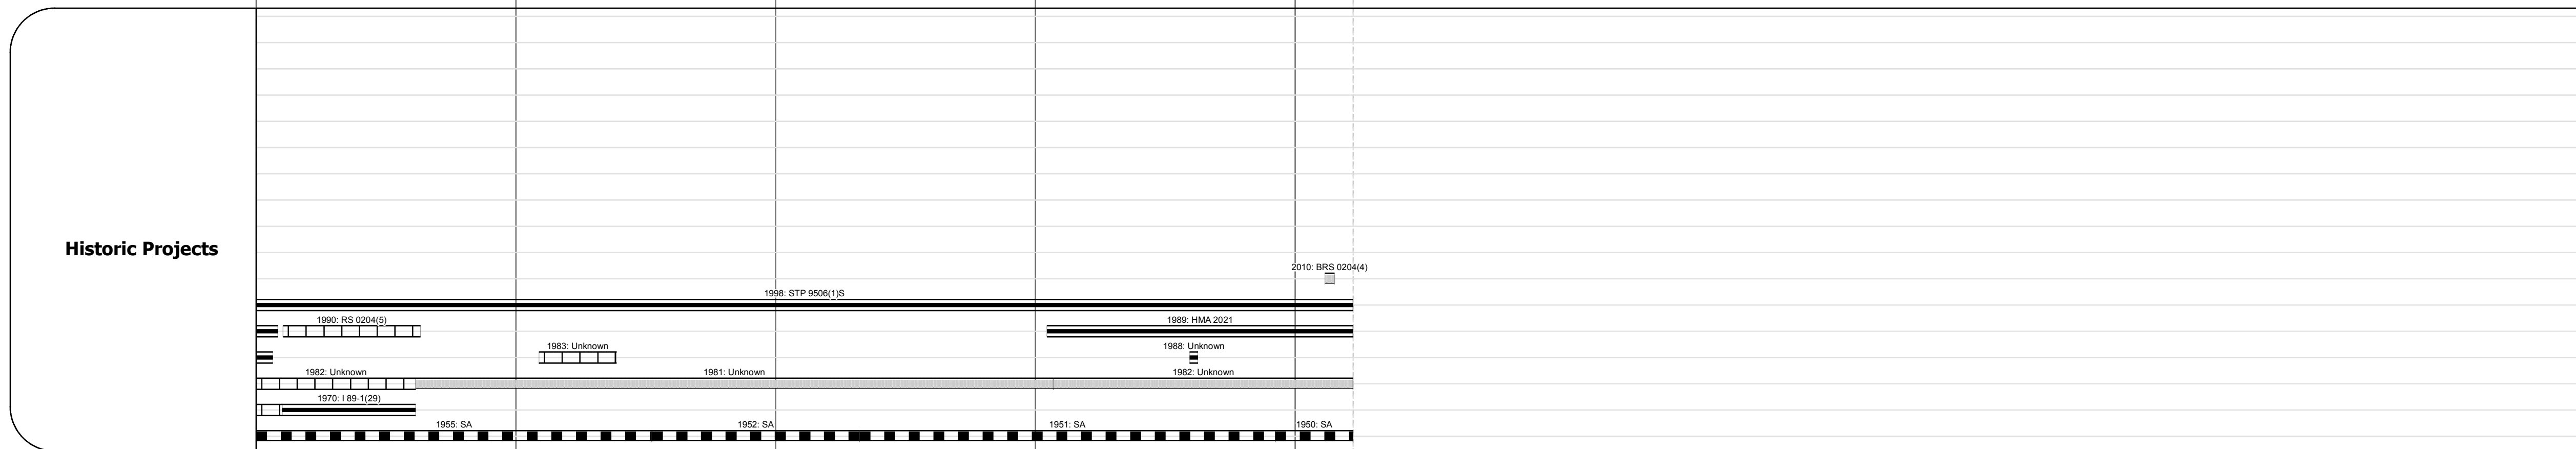 Historic Projects
2010: BRS 0204(4)
1998: STP 9506(1)S
1990: RS 0204(5)
1989: HMA 2021
1983: Unknown
1988: Unknown
1982: Unknown
1981: Unknown
1982: Unknown
1970: I 89-1(29)
1955: SA
1952: SA
1951: SA
1950: SA